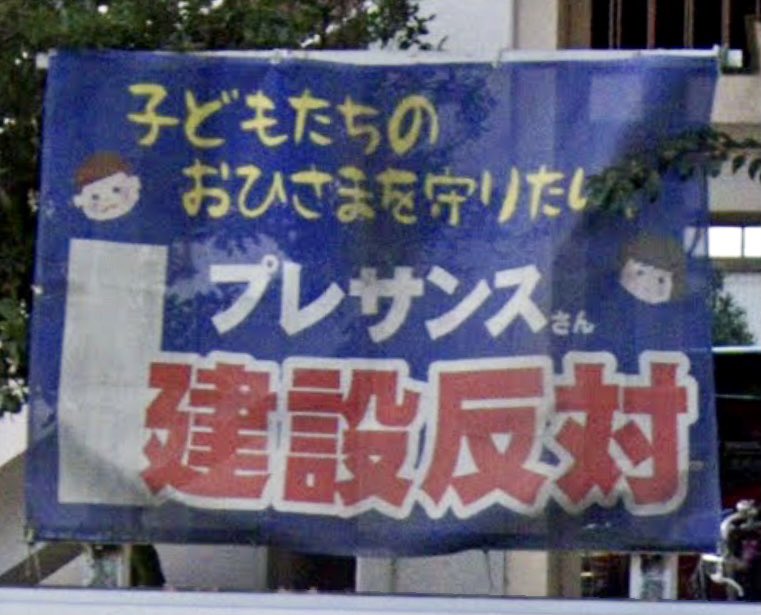 子どもたちの
おひさまを守りたい
プレサンスさん
建設反対